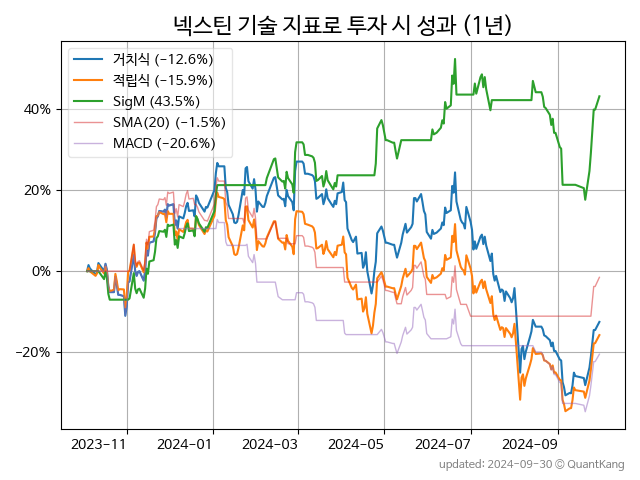 넥스틴 기술 지표로 투자 시 성과 (1년)
거치식 (−12.6%)
적립식 (−15.9%)
SigM (43.5%)
SMA(20) (−1.5%)
MACD (−20.6%)
40%
20%
0%
−20%
2023-11 2024-01 2024-03 2024-05 2024-07 2024-09
updated: 2024-09-30 © QuantKang